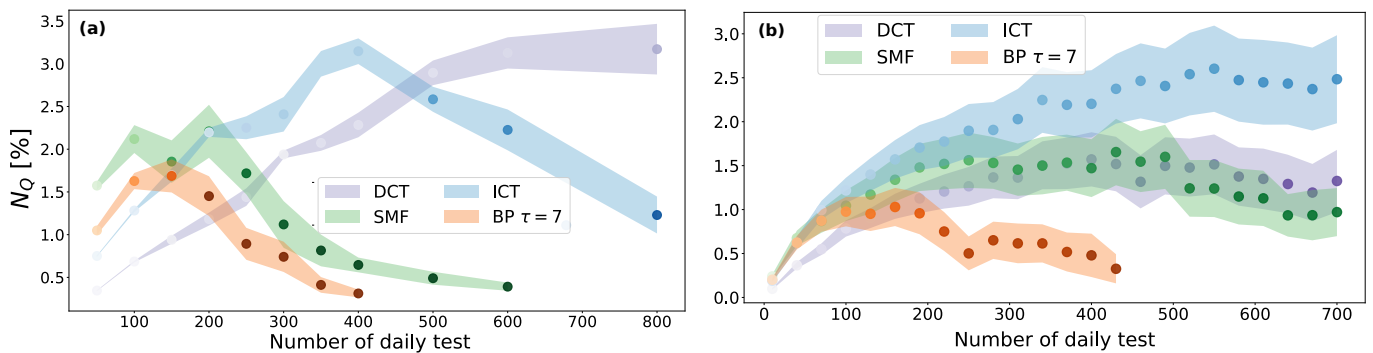 (a)
N_Q [%]
3.5
3.0
2.5
2.0
1.5
1.0
0.5
DCT ICT
SMF BP τ = 7
100 200 300 400 500 600 700 800
Number of daily test
(b)
DCT ICT
SMF BP τ = 7
3.0
2.5
2.0
1.5
1.0
0.5
0.0
0 100 200 300 400 500 600 700
Number of daily test